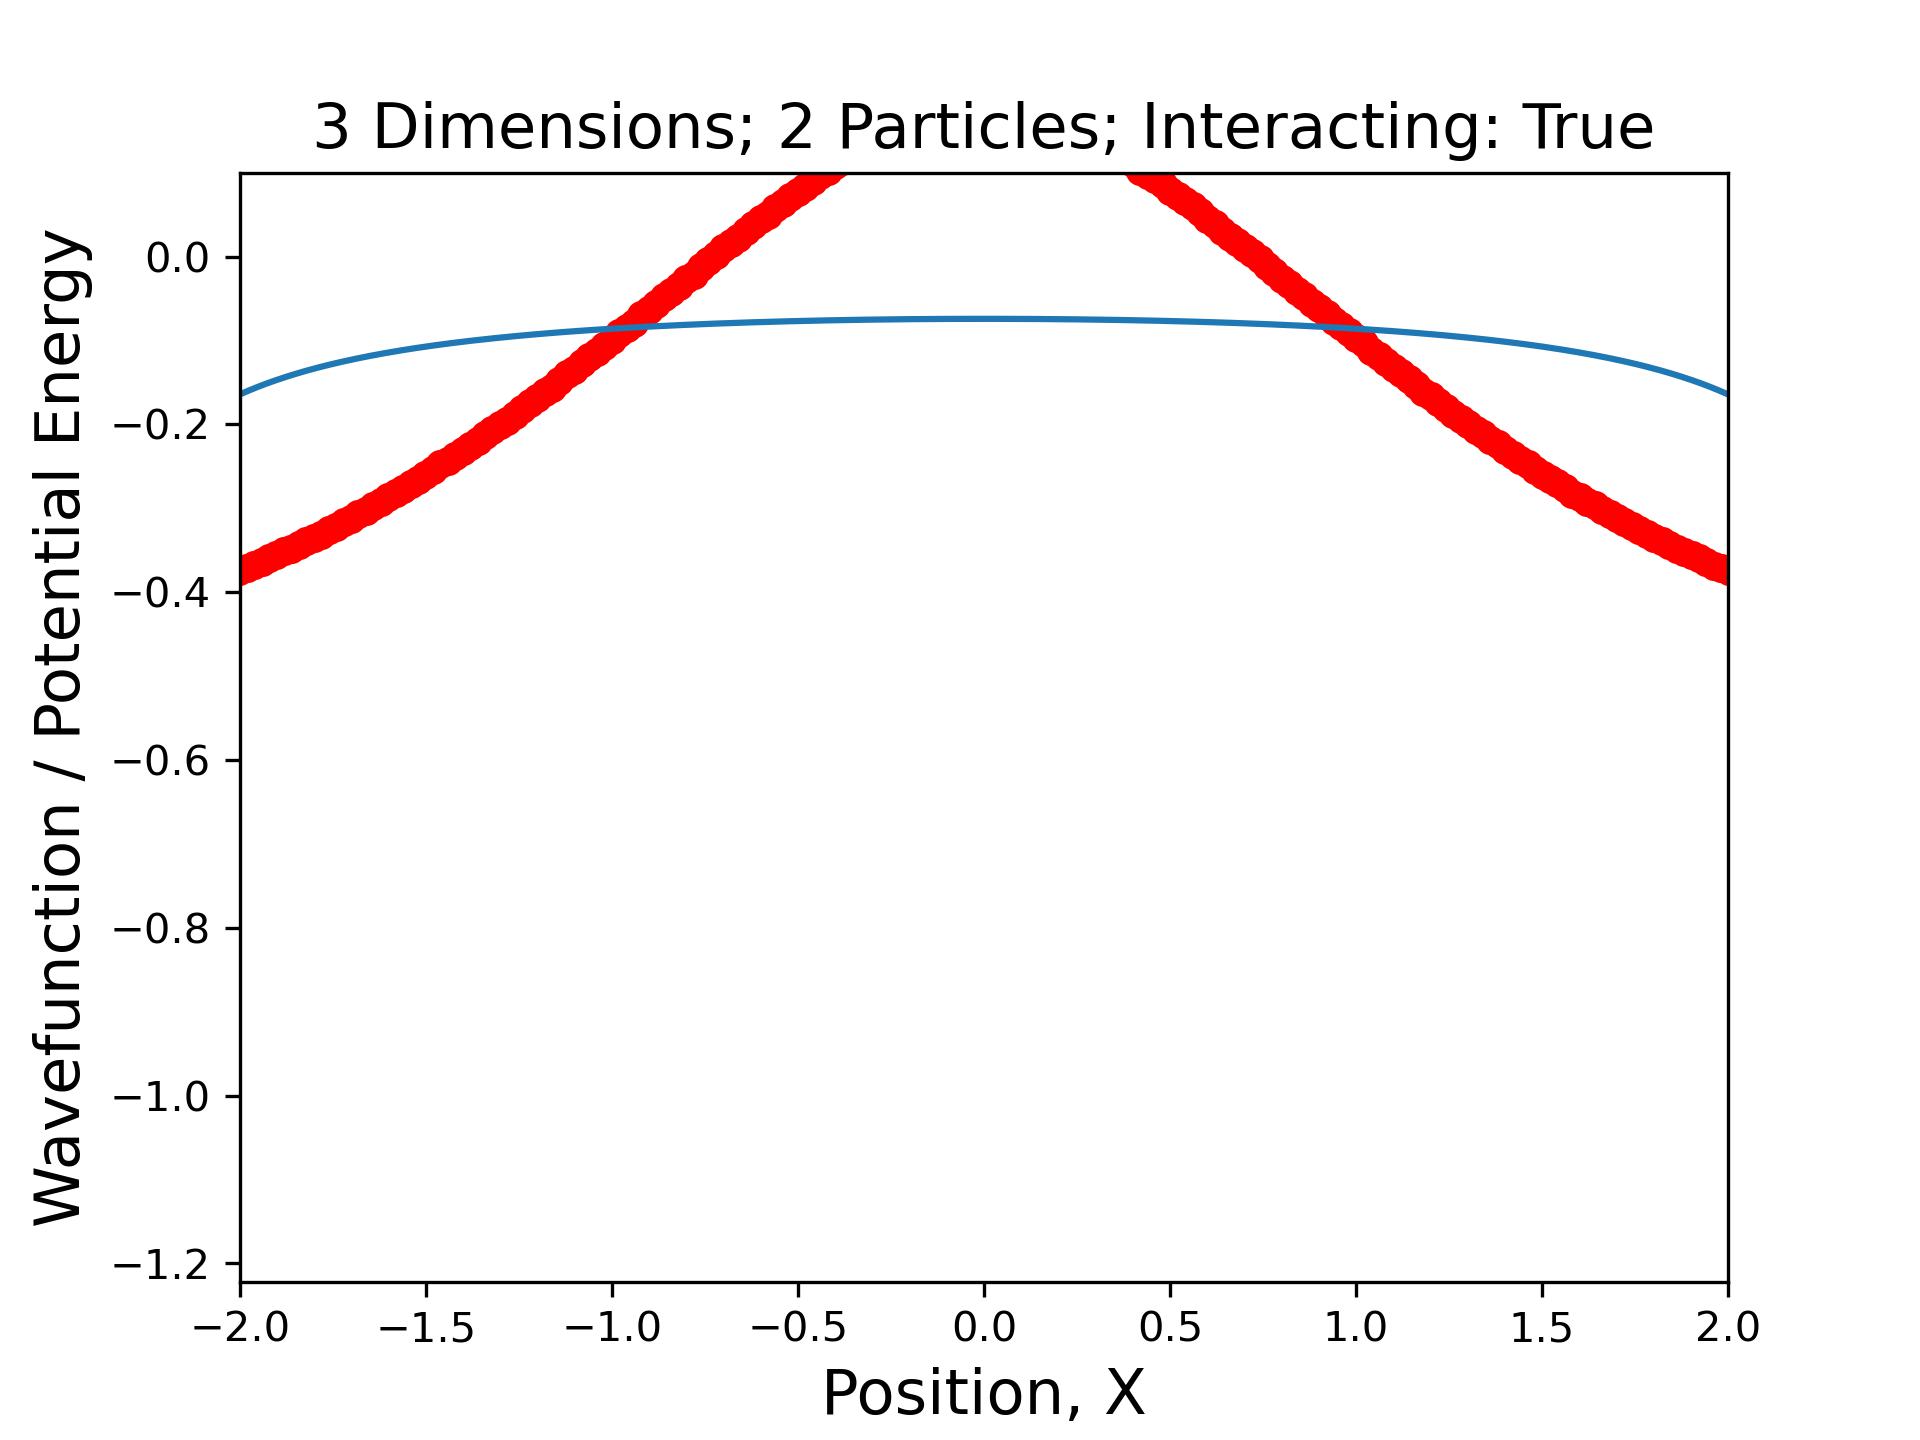 3 Dimensions; 2 Particles; Interacting: True
Wavefunction / Potential Energy
0.0
−0.2
−0.4
−0.6
−0.8
−1.0
−1.2
−2.0 −1.5 −1.0 −0.5 0.0 0.5 1.0 1.5 2.0
Position, X